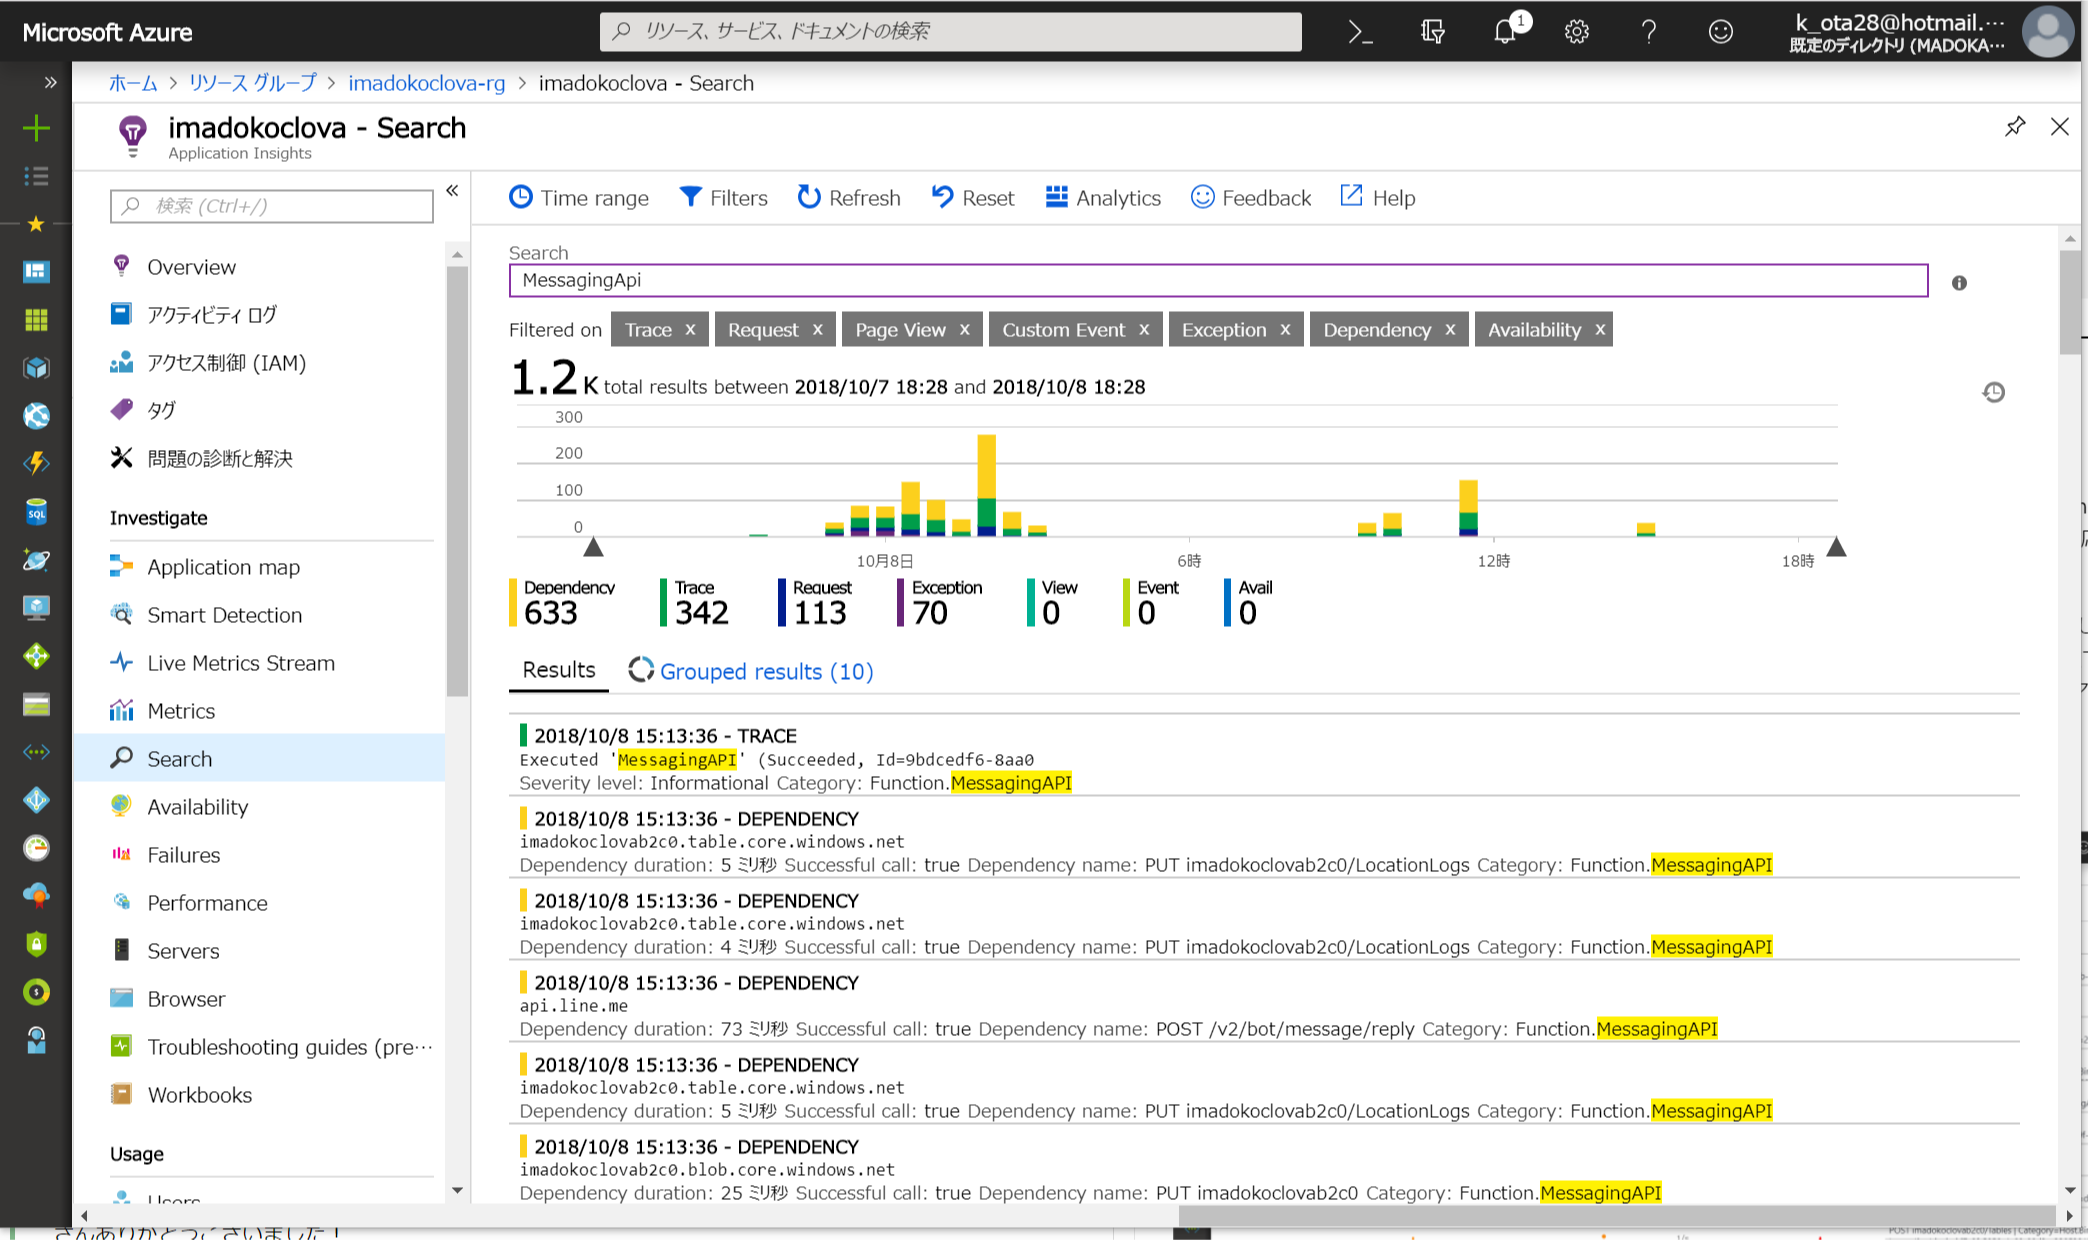 Microsoft Azure
リソース、サービス、ドキュメントの検索
1
k_ota28@hotmail.…
既定のディレクトリ (MADOKA…
ホーム > リソース グループ > imadokoclova-rg > imadokoclova - Search
imadokoclova - Search
Application Insights
検索 (Ctrl+/)
Overview
アクティビティ ログ
アクセス制御 (IAM)
タグ
問題の診断と解決
Investigate
Application map
Smart Detection
Live Metrics Stream
Metrics
Search
Availability
Failures
Performance
Servers
Browser
Troubleshooting guides (pre…
Workbooks
Usage
Users
Time range Filters Refresh Reset Analytics Feedback Help
Search
MessagingApi
Filtered on Trace x Request x Page View x Custom Event x Exception x Dependency x Availability x
1.2 K total results between 2018/10/7 18:28 and 2018/10/8 18:28
300
200
100
0
10月8日 6時 12時 18時
Dependency Trace Request Exception View Event Avail
633 342 113 70 0 0 0
Results Grouped results (10)
2018/10/8 15:13:36 - TRACE
Executed 'MessagingAPI' (Succeeded, Id=9bdcedf6-8aa0
Severity level: Informational Category: Function.MessagingAPI
2018/10/8 15:13:36 - DEPENDENCY
imadokoclovab2c0.table.core.windows.net
Dependency duration: 5 ミリ秒 Successful call: true Dependency name: PUT imadokoclovab2c0/LocationLogs Category: Function.MessagingAPI
2018/10/8 15:13:36 - DEPENDENCY
imadokoclovab2c0.table.core.windows.net
Dependency duration: 4 ミリ秒 Successful call: true Dependency name: PUT imadokoclovab2c0/LocationLogs Category: Function.MessagingAPI
2018/10/8 15:13:36 - DEPENDENCY
api.line.me
Dependency duration: 73 ミリ秒 Successful call: true Dependency name: POST /v2/bot/message/reply Category: Function.MessagingAPI
2018/10/8 15:13:36 - DEPENDENCY
imadokoclovab2c0.table.core.windows.net
Dependency duration: 5 ミリ秒 Successful call: true Dependency name: PUT imadokoclovab2c0/LocationLogs Category: Function.MessagingAPI
2018/10/8 15:13:36 - DEPENDENCY
imadokoclovab2c0.blob.core.windows.net
Dependency duration: 25 ミリ秒 Successful call: true Dependency name: PUT imadokoclovab2c0 Category: Function.MessagingAPI
さんありがとうございました！